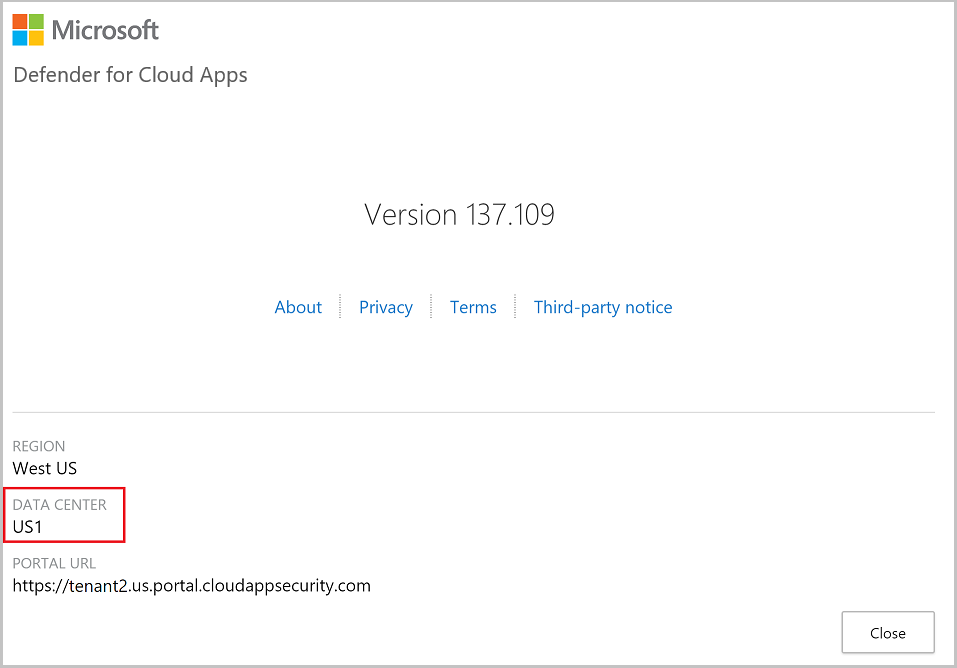 Microsoft
Defender for Cloud Apps
Version 137.109
About Privacy Terms Third-party notice
REGION
West US
DATA CENTER
US1
PORTAL URL
https://tenant2.us.portal.cloudappsecurity.com
Close